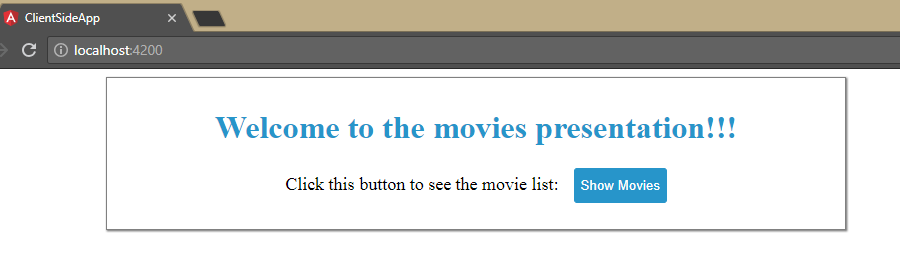 ClientSideApp
localhost:4200
Welcome to the movies presentation!!!
Click this button to see the movie list: Show Movies